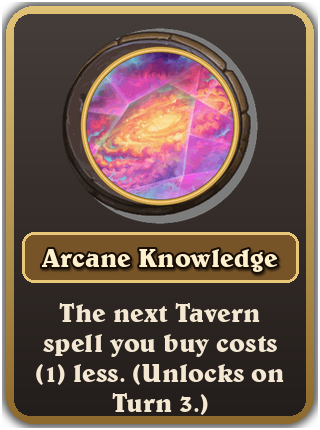 Arcane Knowledge
The next Tavern
spell you buy costs
(1) less. (Unlocks on
Turn 3.)